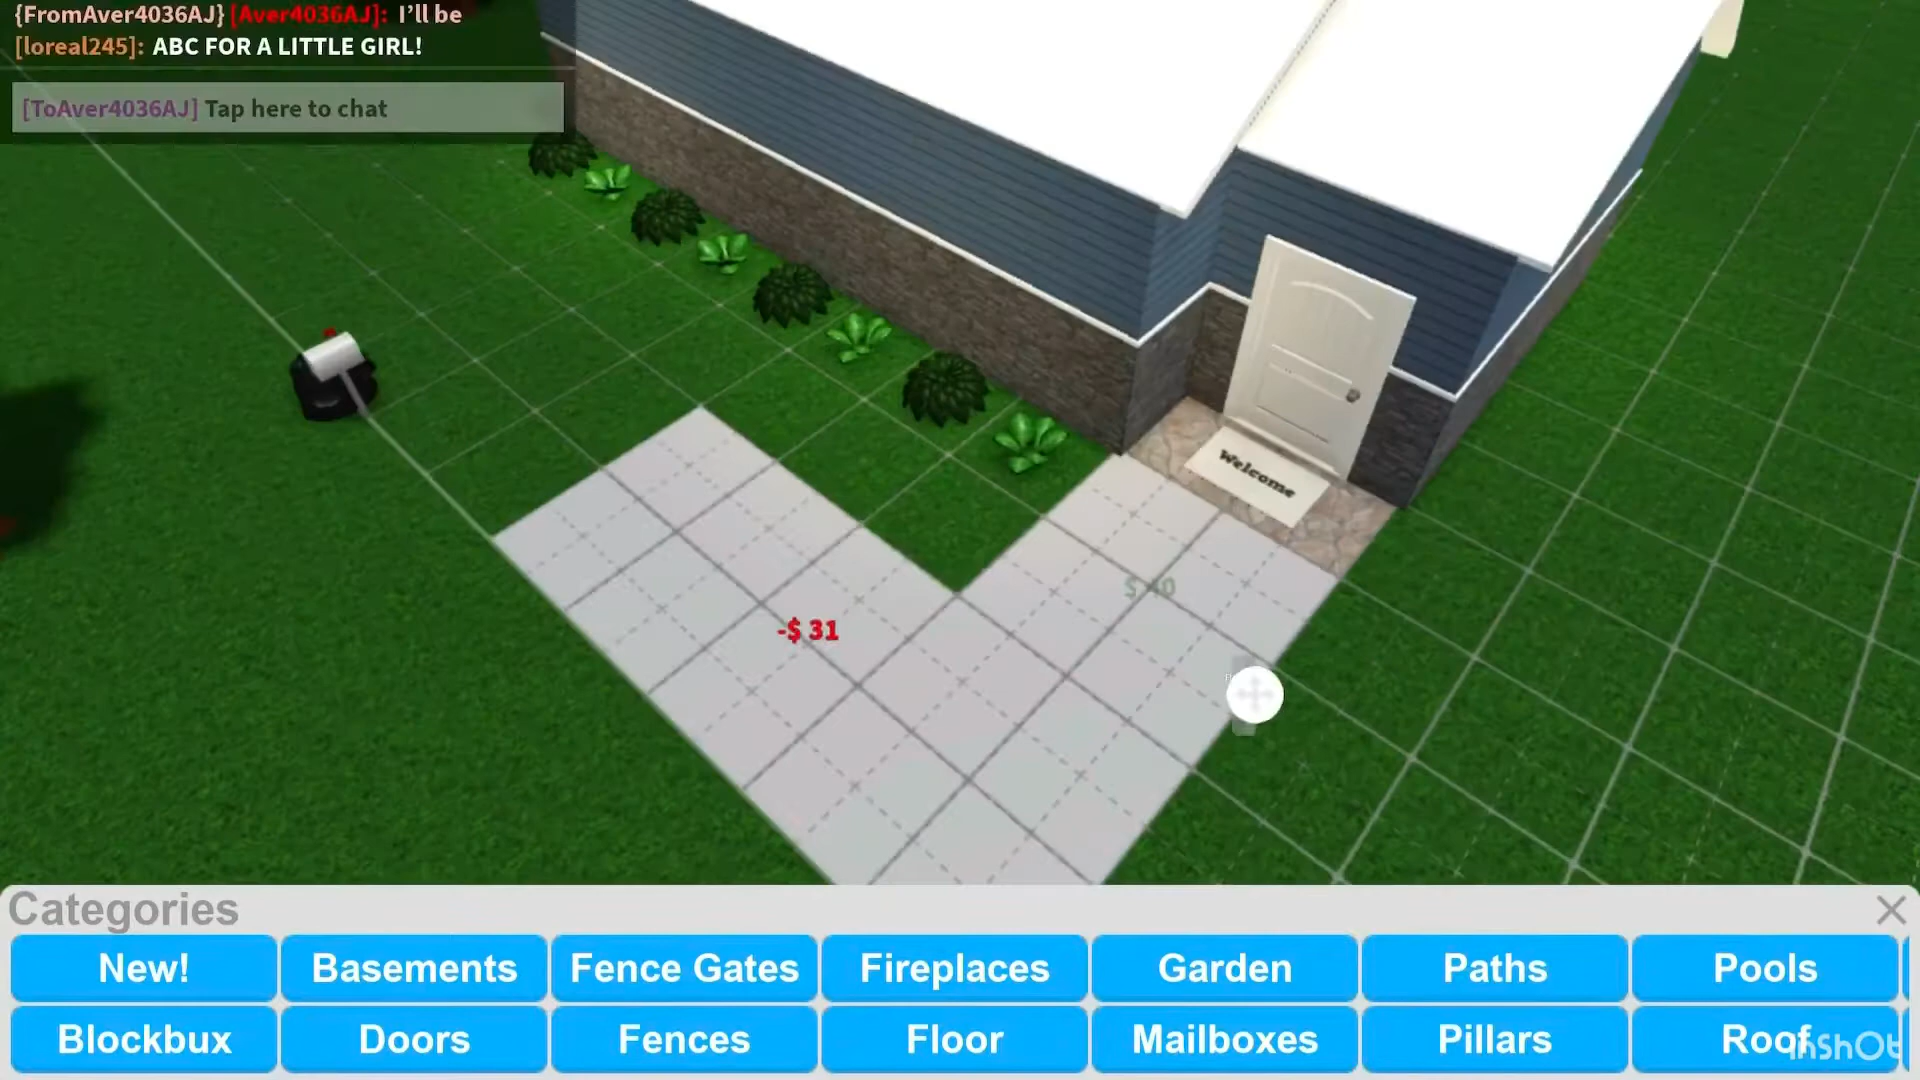 {FromAver4036AJ} [Aver4036AJ]: I'll be
[loreal245]: ABC FOR A LITTLE GIRL!
[ToAver4036AJ] Tap here to chat
Welcome
$ 40
-$ 31
Categories
New! Basements Fence Gates Fireplaces Garden Paths Pools
Blockbux Doors Fences Floor Mailboxes Pillars Roof
InShOt